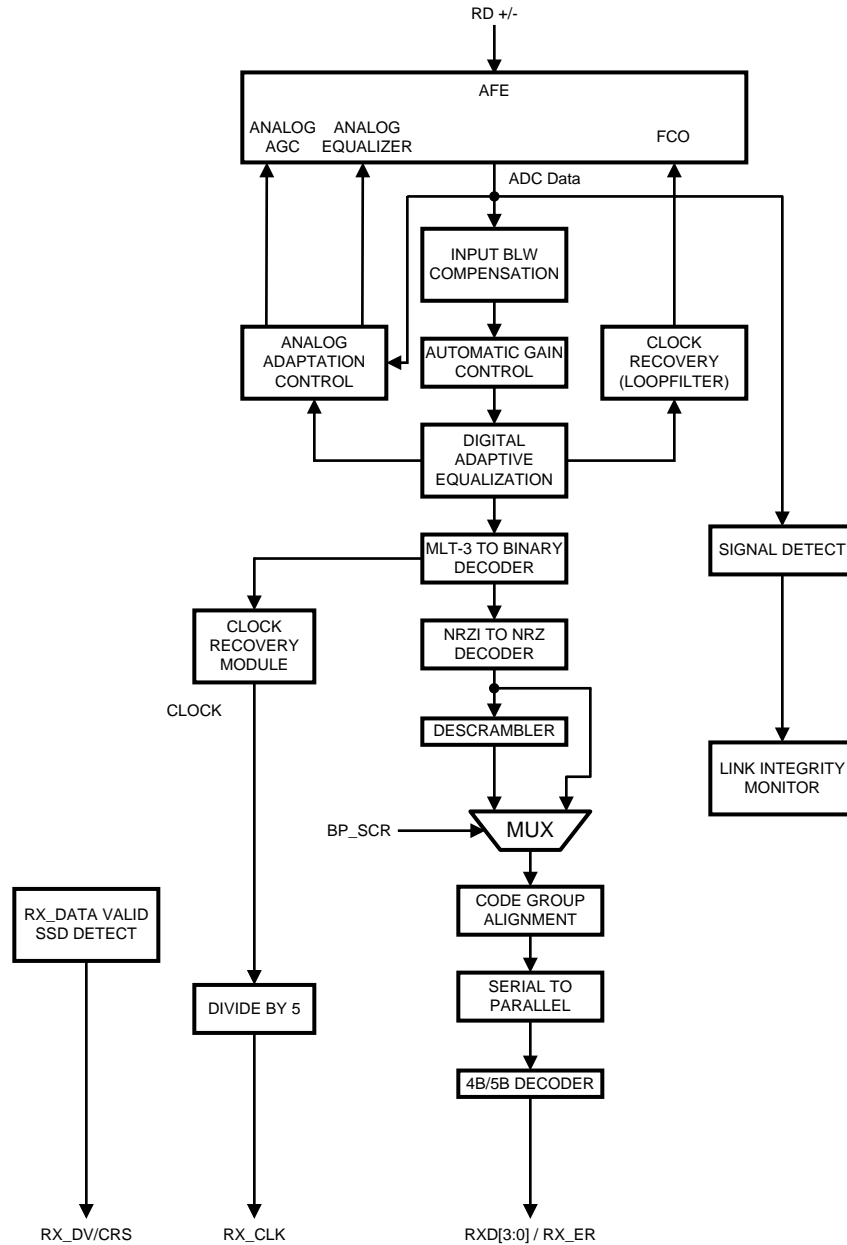 RD +/-
AFE
ANALOG
AGC
ANALOG
EQUALIZER
FCO
ADC Data
INPUT BLW
COMPENSATION
ANALOG
ADAPTATION
CONTROL
AUTOMATIC GAIN
CONTROL
CLOCK
RECOVERY
(LOOPFILTER)
DIGITAL
ADAPTIVE
EQUALIZATION
MLT-3 TO BINARY
DECODER
SIGNAL DETECT
CLOCK
RECOVERY
MODULE
NRZI TO NRZ
DECODER
CLOCK
DESCRAMBLER
LINK INTEGRITY
MONITOR
BP_SCR
MUX
RX_DATA VALID
SSD DETECT
CODE GROUP
ALIGNMENT
DIVIDE BY 5
SERIAL TO
PARALLEL
4B/5B DECODER
RX_DV/CRS
RX_CLK
RXD[3:0] / RX_ER